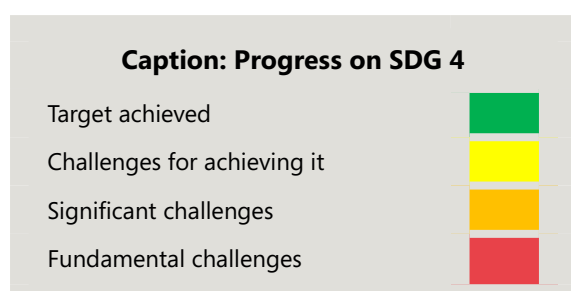 Caption: Progress on SDG 4
Target achieved
Challenges for achieving it
Significant challenges
Fundamental challenges